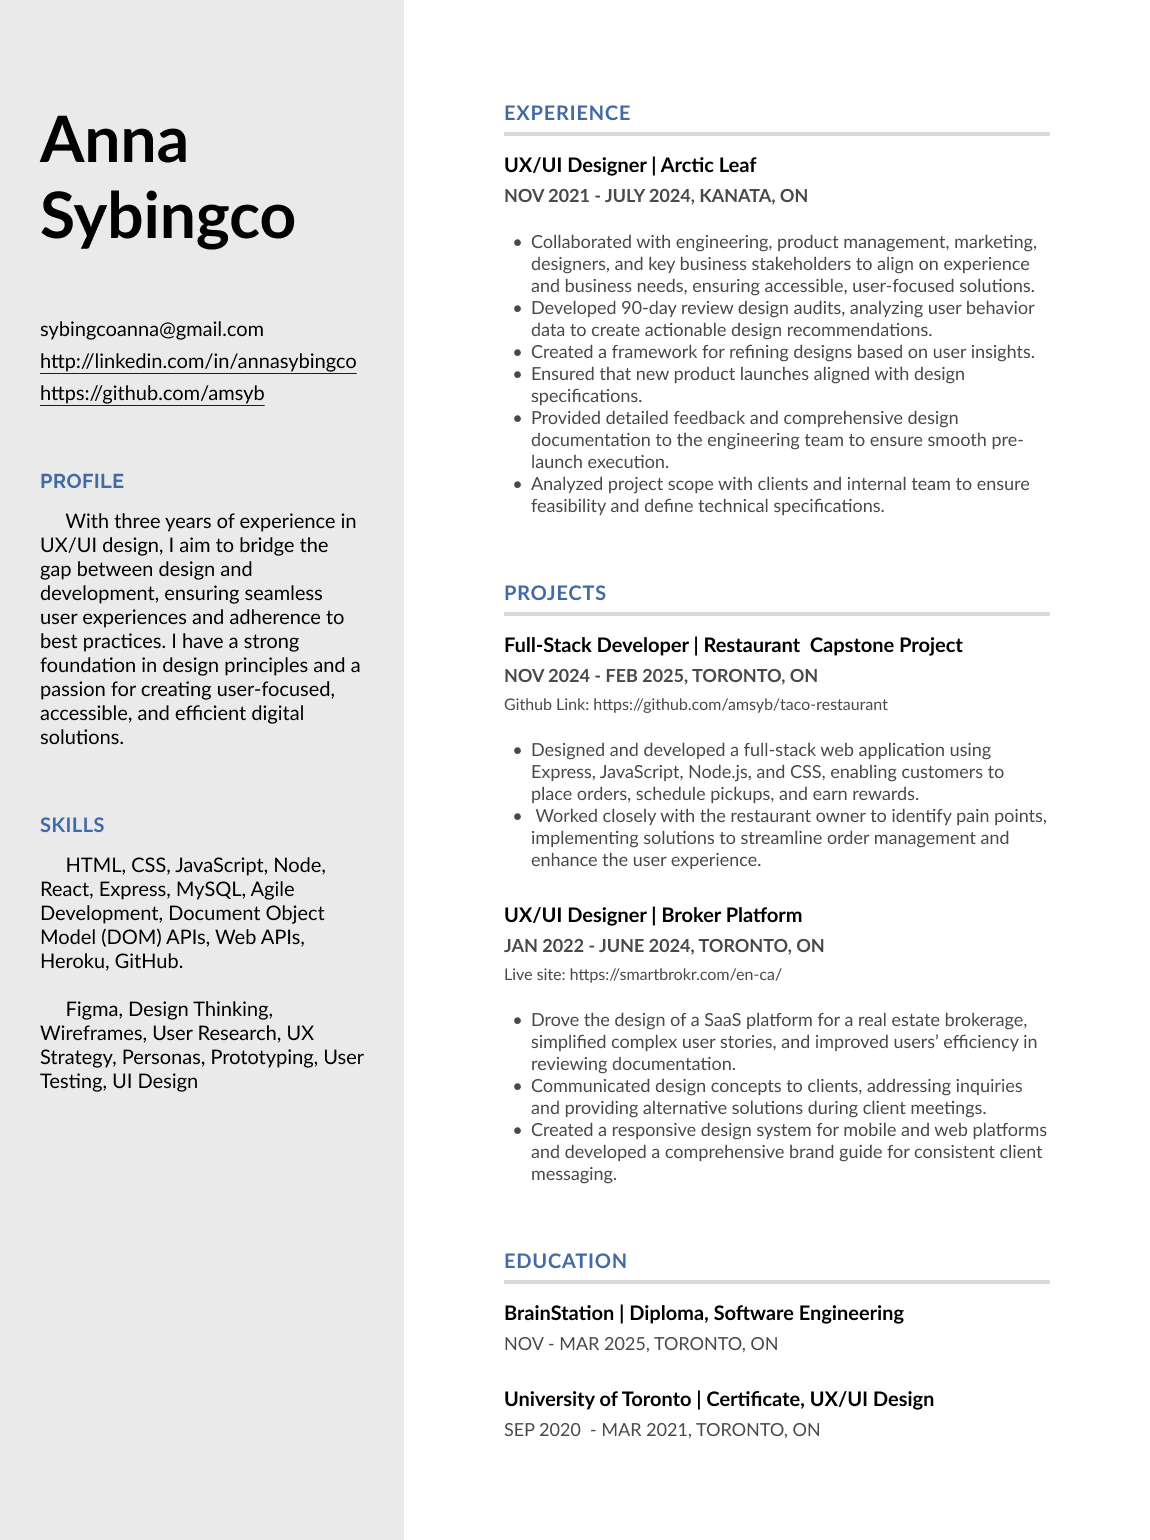 Anna
Sybingco
sybingcoanna@gmail.com
http://linkedin.com/in/annasybingco
https://github.com/amsyb
PROFILE
With three years of experience in
UX/UI design, I aim to bridge the
gap between design and
development, ensuring seamless
user experiences and adherence to
best practices. I have a strong
foundation in design principles and a
passion for creating user-focused,
accessible, and efficient digital
solutions.
SKILLS
HTML, CSS, JavaScript, Node,
React, Express, MySQL, Agile
Development, Document Object
Model (DOM) APIs, Web APIs,
Heroku, GitHub.
Figma, Design Thinking,
Wireframes, User Research, UX
Strategy, Personas, Prototyping, User
Testing, UI Design
EXPERIENCE
UX/UI Designer | Arctic Leaf
NOV 2021 - JULY 2024, KANATA, ON
• Collaborated with engineering, product management, marketing,
designers, and key business stakeholders to align on experience
and business needs, ensuring accessible, user-focused solutions.
• Developed 90-day review design audits, analyzing user behavior
data to create actionable design recommendations.
• Created a framework for refining designs based on user insights.
• Ensured that new product launches aligned with design
specifications.
• Provided detailed feedback and comprehensive design
documentation to the engineering team to ensure smooth pre-
launch execution.
• Analyzed project scope with clients and internal team to ensure
feasibility and define technical specifications.
PROJECTS
Full-Stack Developer | Restaurant  Capstone Project
NOV 2024 - FEB 2025, TORONTO, ON
Github Link: https://github.com/amsyb/taco-restaurant
• Designed and developed a full-stack web application using
Express, JavaScript, Node.js, and CSS, enabling customers to
place orders, schedule pickups, and earn rewards.
•  Worked closely with the restaurant owner to identify pain points,
implementing solutions to streamline order management and
enhance the user experience.
UX/UI Designer | Broker Platform
JAN 2022 - JUNE 2024, TORONTO, ON
Live site: https://smartbrokr.com/en-ca/
• Drove the design of a SaaS platform for a real estate brokerage,
simplified complex user stories, and improved users’ efficiency in
reviewing documentation.
• Communicated design concepts to clients, addressing inquiries
and providing alternative solutions during client meetings.
• Created a responsive design system for mobile and web platforms
and developed a comprehensive brand guide for consistent client
messaging.
EDUCATION
BrainStation | Diploma, Software Engineering
NOV - MAR 2025, TORONTO, ON
University of Toronto | Certificate, UX/UI Design
SEP 2020  - MAR 2021, TORONTO, ON